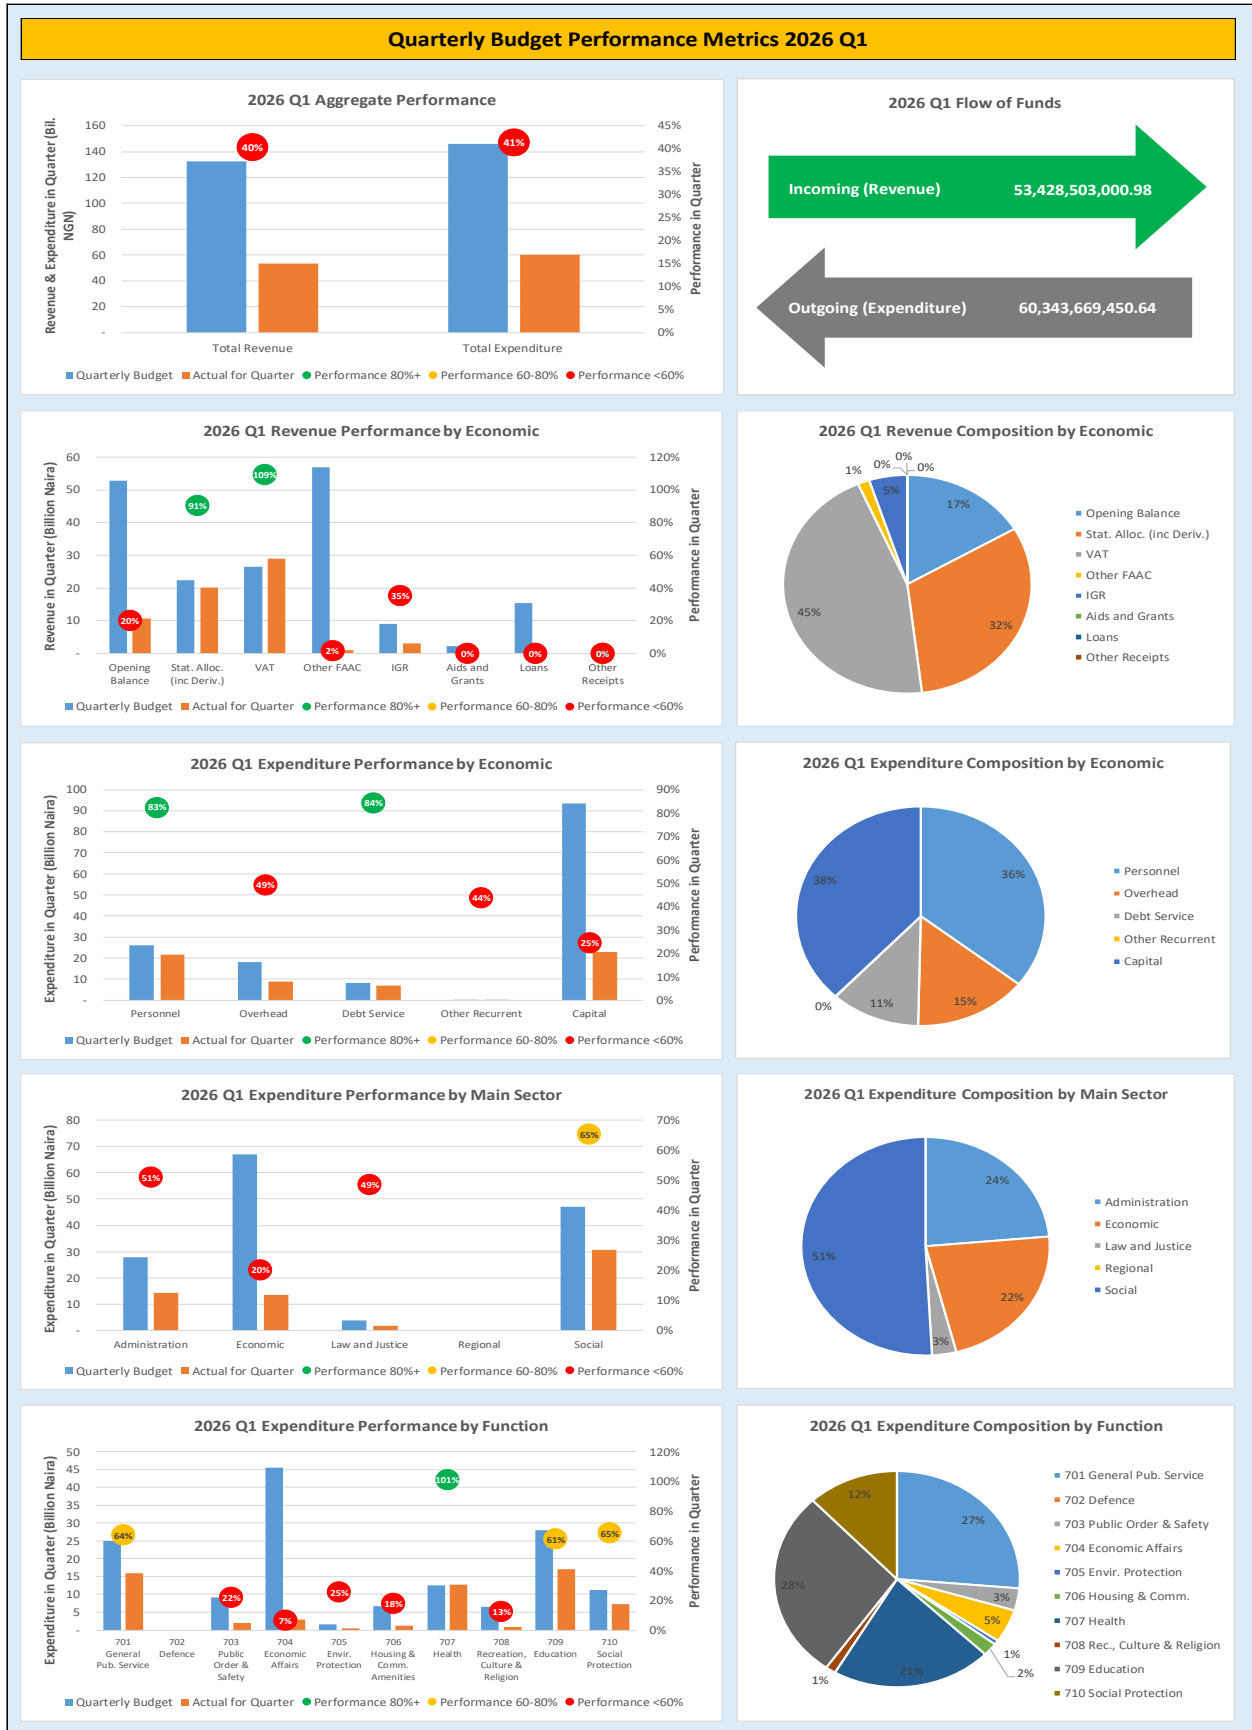 Quarterly Budget Performance Metrics 2026 Q1
2026 Q1 Aggregate Performance
Revenue & Expenditure in Quarter (Bil.
NGN)
160
140
120
100
80
60
40
20
-
45%
40%
35%
30%
25%
20%
15%
10%
5%
0%
Performance in Quarter
40%
41%
Total Revenue
Total Expenditure
Quarterly Budget
Actual for Quarter
Performance 80%+
Performance 60-80%
Performance <60%
2026 Q1 Flow of Funds
Incoming (Revenue) 53,428,503,000.98
Outgoing (Expenditure) 60,343,669,450.64
2026 Q1 Revenue Performance by Economic
Revenue in Quarter (Billion Naira)
60
50
40
30
20
10
-
120%
100%
80%
60%
40%
20%
0%
Performance in Quarter
20%
91%
109%
2%
35%
0%
0%
0%
Opening
Balance
Stat. Alloc.
(inc Deriv.)
VAT
Other FAAC
IGR
Aids and
Grants
Loans
Other
Receipts
Quarterly Budget
Actual for Quarter
Performance 80%+
Performance 60-80%
Performance <60%
2026 Q1 Revenue Composition by Economic
17%
32%
45%
1%
5%
0%
0%
0%
Opening Balance
Stat. Alloc. (inc Deriv.)
VAT
Other FAAC
IGR
Aids and Grants
Loans
Other Receipts
2026 Q1 Expenditure Performance by Economic
Expenditure in Quarter (Billion Naira)
100
90
80
70
60
50
40
30
20
10
-
90%
80%
70%
60%
50%
40%
30%
20%
10%
0%
Performance in Quarter
83%
49%
84%
44%
25%
Personnel
Overhead
Debt Service
Other Recurrent
Capital
Quarterly Budget
Actual for Quarter
Performance 80%+
Performance 60-80%
Performance <60%
2026 Q1 Expenditure Composition by Economic
36%
15%
11%
0%
38%
Personnel
Overhead
Debt Service
Other Recurrent
Capital
2026 Q1 Expenditure Performance by Main Sector
Expenditure in Quarter (Billion Naira)
80
70
60
50
40
30
20
10
-
70%
60%
50%
40%
30%
20%
10%
0%
Performance in Quarter
51%
20%
49%
65%
Administration
Economic
Law and Justice
Regional
Social
Quarterly Budget
Actual for Quarter
Performance 80%+
Performance 60-80%
Performance <60%
2026 Q1 Expenditure Composition by Main Sector
24%
22%
3%
51%
Administration
Economic
Law and Justice
Regional
Social
2026 Q1 Expenditure Performance by Function
Expenditure in Quarter (Billion Naira)
50
45
40
35
30
25
20
15
10
5
-
120%
100%
80%
60%
40%
20%
0%
Performance in Quarter
64%
22%
7%
25%
18%
101%
13%
61%
65%
701
General
Pub. Service
702
Defence
703
Public
Order &
Safety
704
Economic
Affairs
705
Envir.
Protection
706
Housing &
Comm.
Amenities
707
Health
708
Recreation,
Culture &
Religion
709
Education
710
Social
Protection
Quarterly Budget
Actual for Quarter
Performance 80%+
Performance 60-80%
Performance <60%
2026 Q1 Expenditure Composition by Function
27%
3%
5%
1%
2%
21%
1%
28%
12%
701 General Pub. Service
702 Defence
703 Public Order & Safety
704 Economic Affairs
705 Envir. Protection
706 Housing & Comm.
707 Health
708 Rec., Culture & Religion
709 Education
710 Social Protection